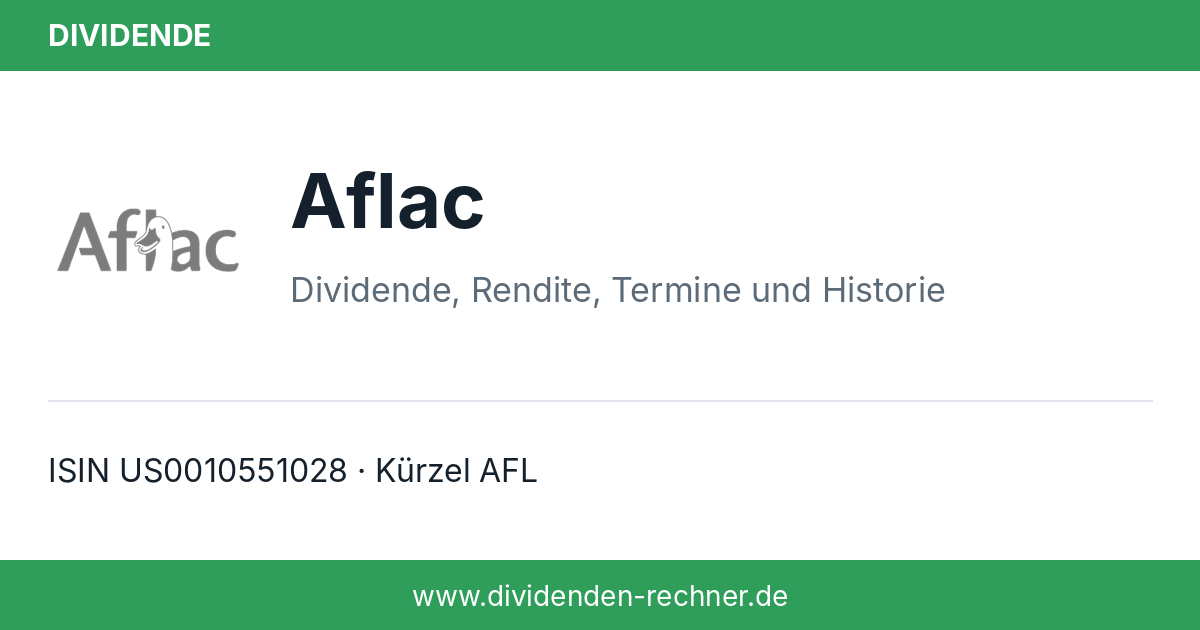 DIVIDENDE
Aflac
Aflac
Dividende, Rendite, Termine und Historie
ISIN US0010551028 · Kürzel AFL
www.dividenden-rechner.de